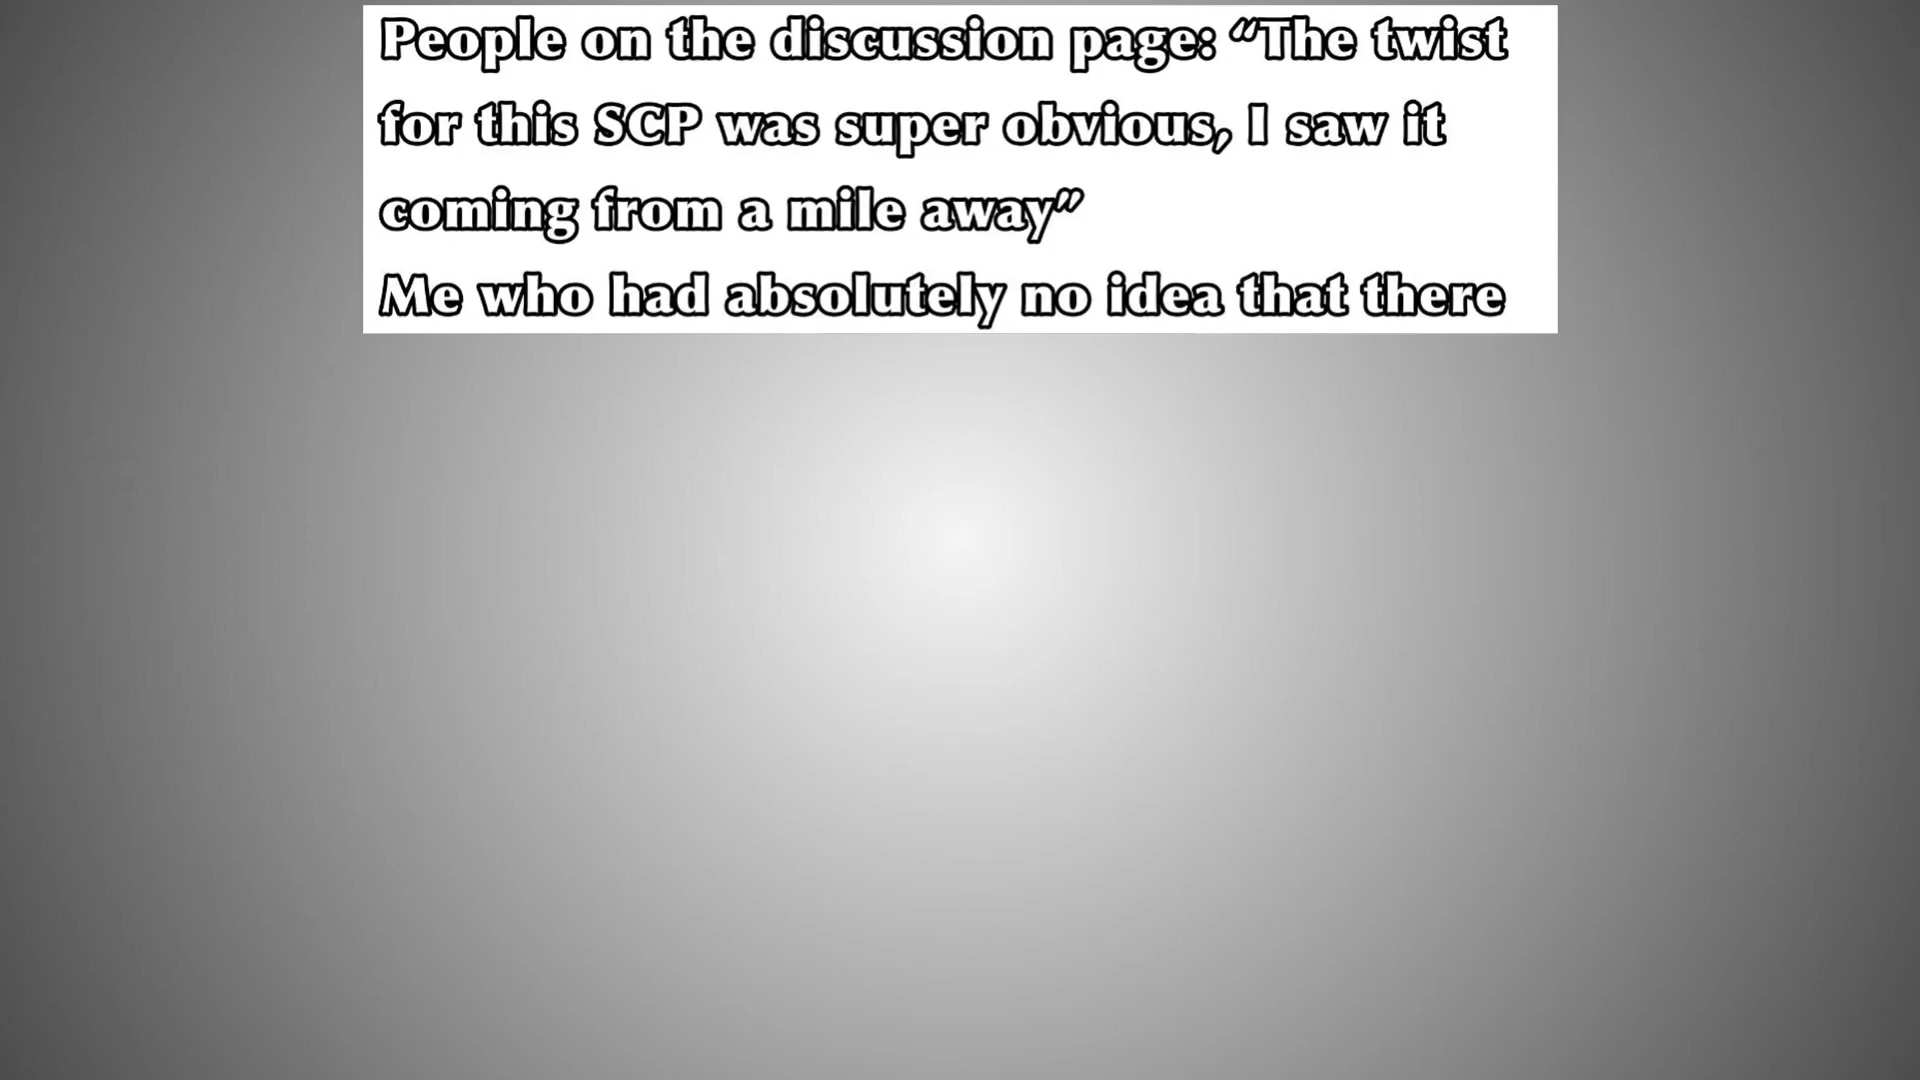 People on the discussion page: “The twist
for this SCP was super obvious, I saw it
coming from a mile away”
Me who had absolutely no idea that there